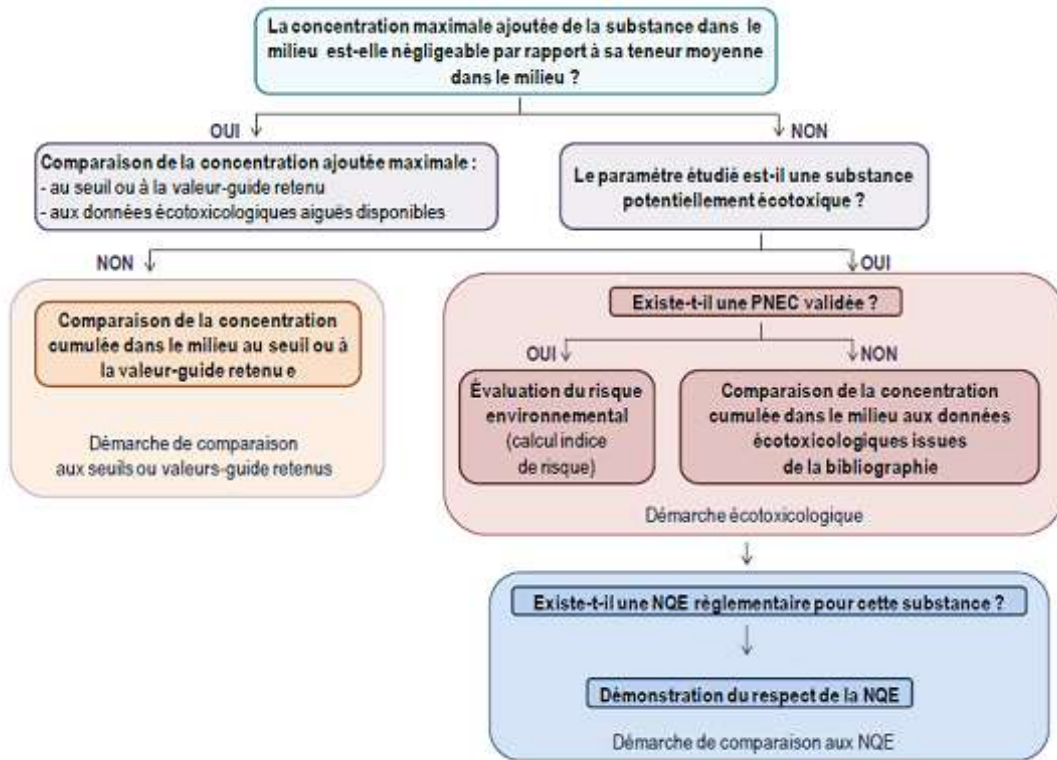 La concentration maximale ajoutée de la substance dans le
milieu est-elle négligeable par rapport à sa teneur moyenne
dans le milieu ?
OUI
NON
Comparaison de la concentration ajoutée maximale :
- au seuil ou à la valeur-guide retenu
- aux données écotoxicologiques aiguës disponibles
Le paramètre étudié est-il une substance
potentiellement écotoxique ?
NON
OUI
Comparaison de la concentration
cumulée dans le milieu au seuil ou à
la valeur-guide retenu e
Démarche de comparaison
aux seuils ou valeurs-guide retenus
Existe-t-il une PNEC validée ?
OUI
NON
Évaluation du risque
environnemental
(calcul indice
de risque)
Comparaison de la concentration
cumulée dans le milieu aux données
écotoxicologiques issues
de la bibliographie
Démarche écotoxicologique
Existe-t-il une NQE règlementaire pour cette substance ?
Démonstration du respect de la NQE
Démarche de comparaison aux NQE